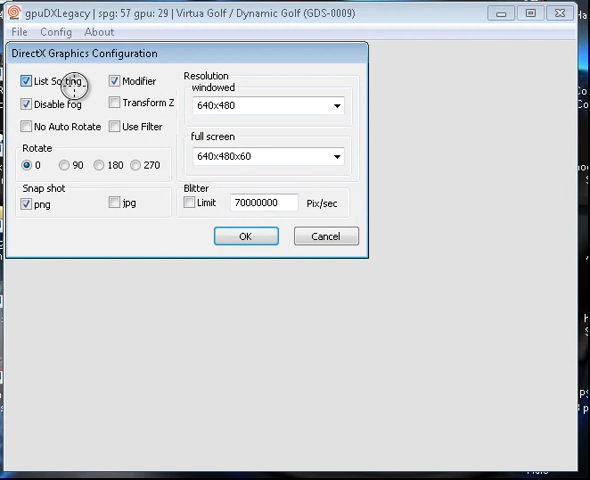 gpuDXLegacy | spg: 57 gpu: 29 | Virtua Golf / Dynamic Golf (GDS-0009)
File Config About
DirectX Graphics Configuration
List Sorting
Modifier
Disable fog
Transform Z
No Auto Rotate
Use Filter
Rotate
0 90 180 270
Snap shot
png
jpg
Resolution
windowed
640x480
full screen
640x480x60
Blitter
Limit 70000000 Pix/sec
OK Cancel